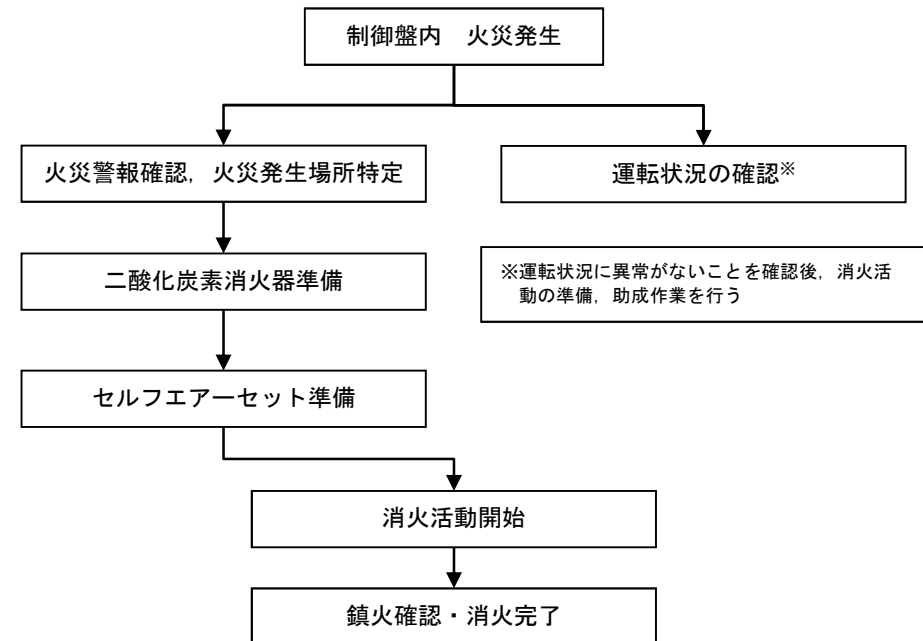 制御盤内　火災発生
火災警報確認，火災発生場所特定
運転状況の確認※
二酸化炭素消火器準備
※運転状況に異常がないことを確認後，消火活
動の準備，助成作業を行う
セルフエアーセット準備
消火活動開始
鎮火確認・消火完了